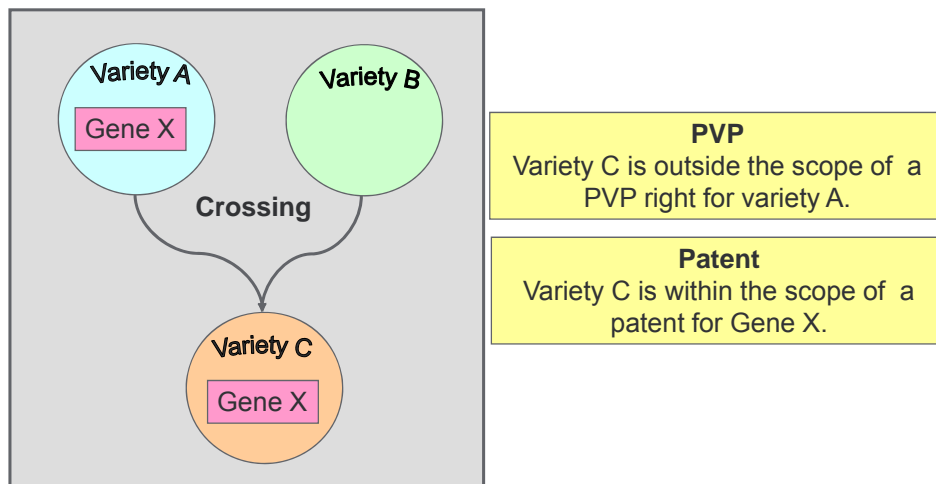 Variety A
Variety B
Gene X
Crossing
Variety C
Gene X
PVP
Variety C is outside the scope of a
PVP right for variety A.
Patent
Variety C is within the scope of a
patent for Gene X.